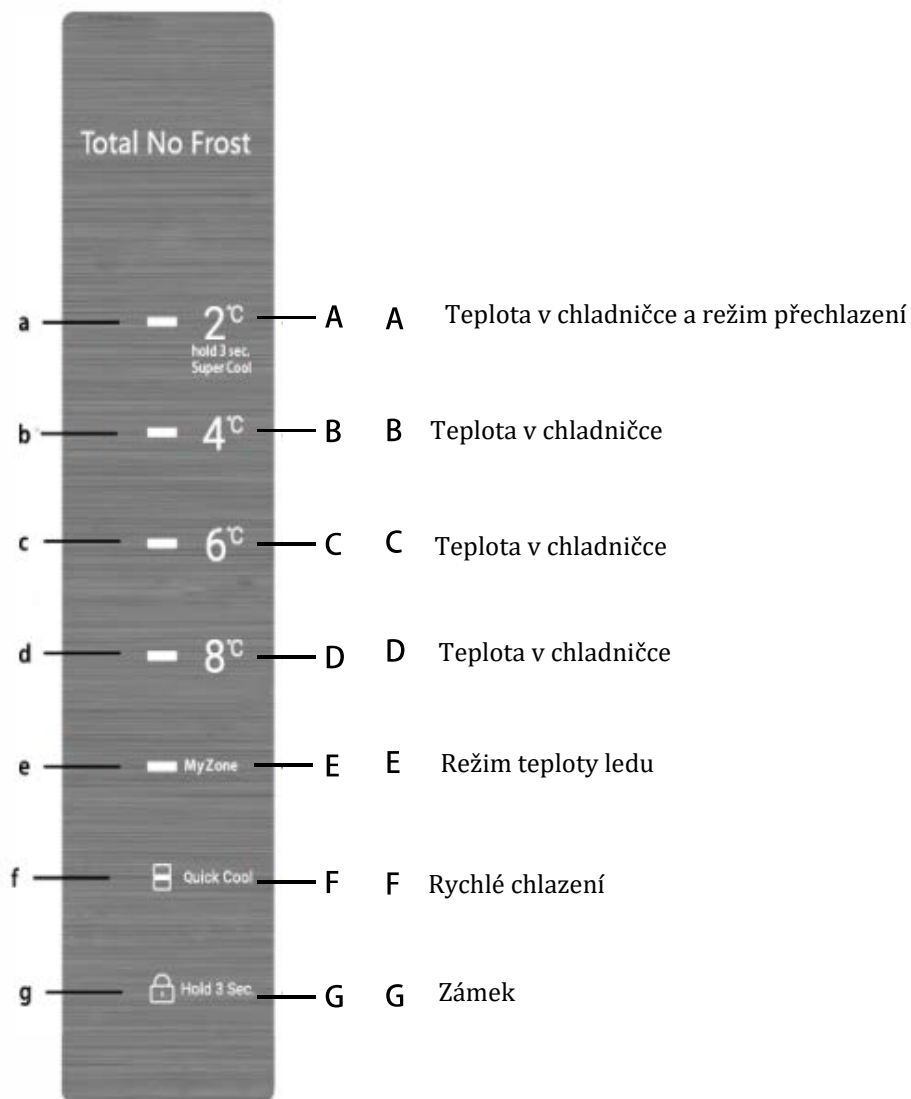 Total No Frost
a 2°C A A Teplota v chladničce a režim přechlazení
hold 3 sec.
Super Cool
b 4°C B B Teplota v chladničce
c 6°C C C Teplota v chladničce
d 8°C D D Teplota v chladničce
e MyZone E E Režim teploty ledu
f Quick Cool F F Rychlé chlazení
g Hold 3 Sec. G G Zámek